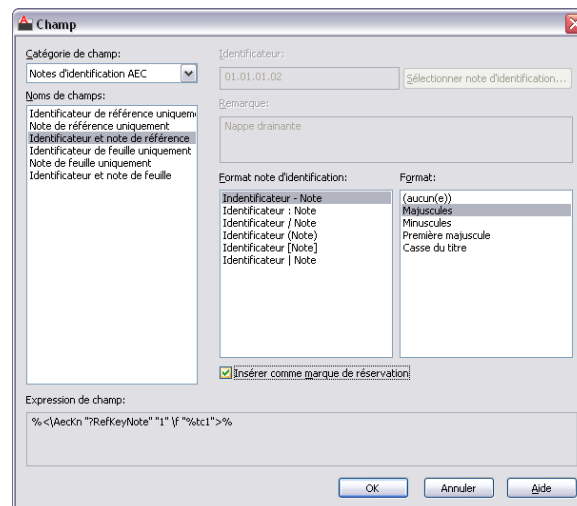 Champ
Catégorie de champ:
Notes d'identification AEC
Noms de champs:
Identificateur de référence uniquem
Note de référence uniquement
Identificateur et note de référence
Identificateur de feuille uniquement
Note de feuille uniquement
Identificateur et note de feuille
Identificateur:
01.01.01.02
Sélectionner note d'identification...
Remarque:
Nappe drainante
Format note d'identification:
Indentificateur - Note
Identificateur : Note
Identificateur / Note
Identificateur (Note)
Identificateur [Note]
Identificateur | Note
Format:
(aucun(e))
Majuscules
Minuscules
Première majuscule
Casse du titre
Insérer comme marque de réservation
Expression de champ:
%<\AecKn "?RefKeyNote" "1" \f "%tc1">%
OK
Annuler
Aide